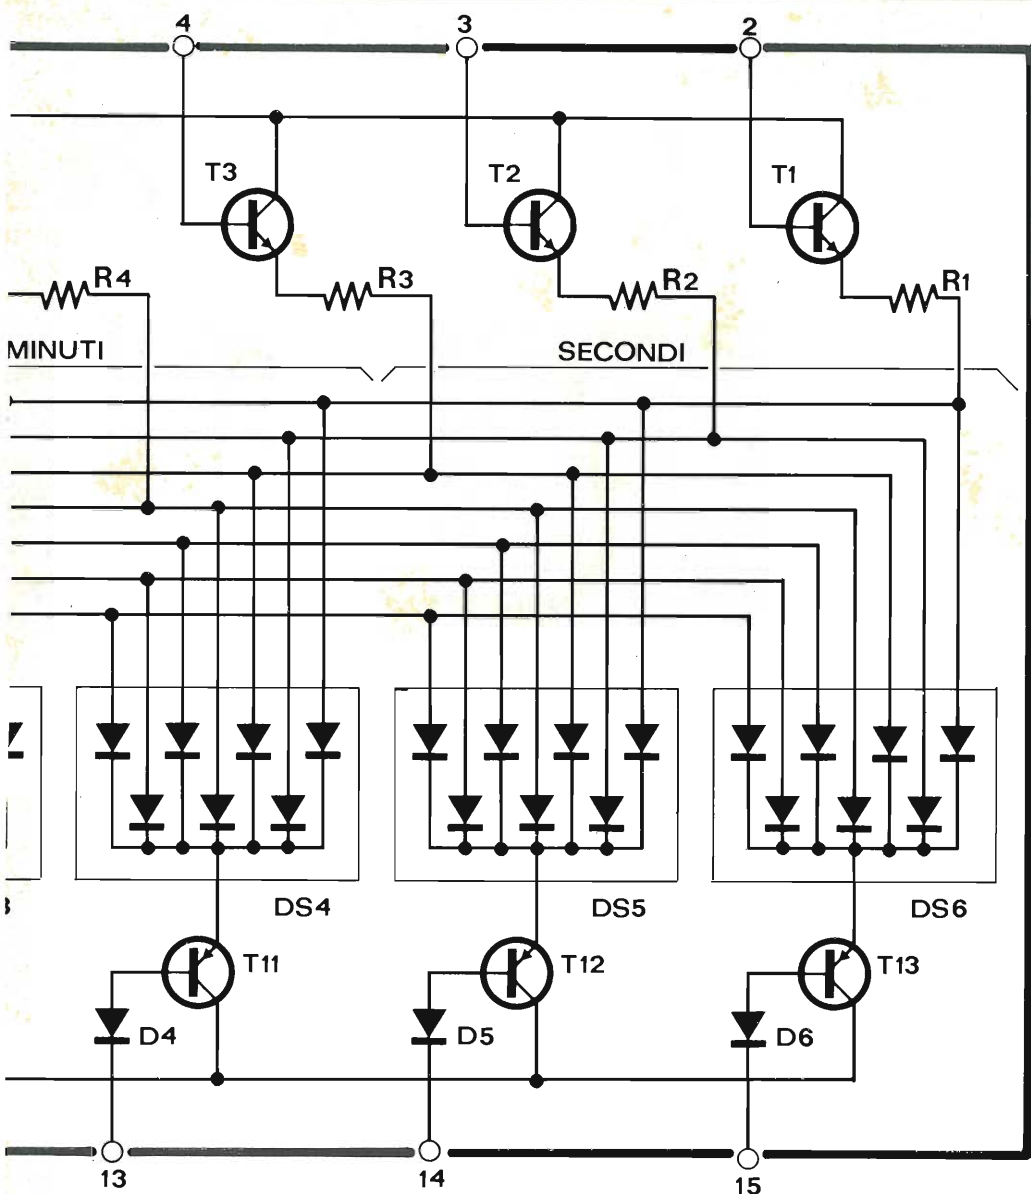 4 3 2
T3 T2 T1
R4 R3 R2 R1
MINUTI SECONDI
DS4 DS5 DS6
T11 T12 T13
D4 D5 D6
13 14 15